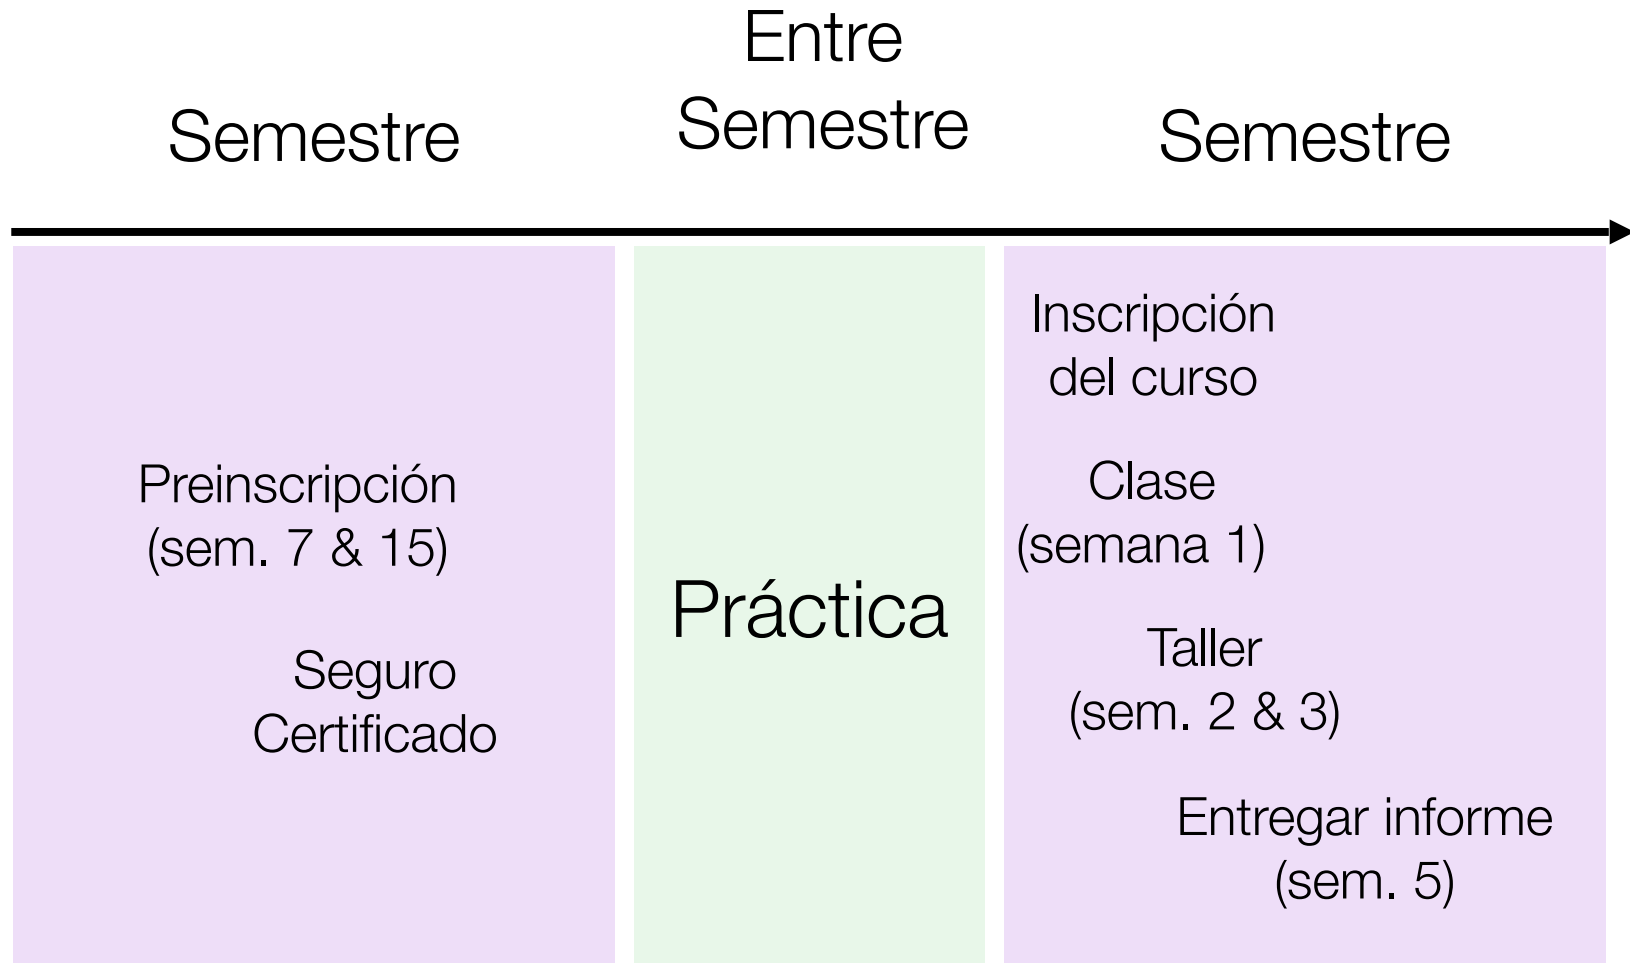 Semestre
Entre
Semestre
Semestre
Preinscripción
(sem. 7 & 15)
Seguro
Certificado
Práctica
Inscripción
del curso
Clase
(semana 1)
Taller
(sem. 2 & 3)
Entregar informe
(sem. 5)